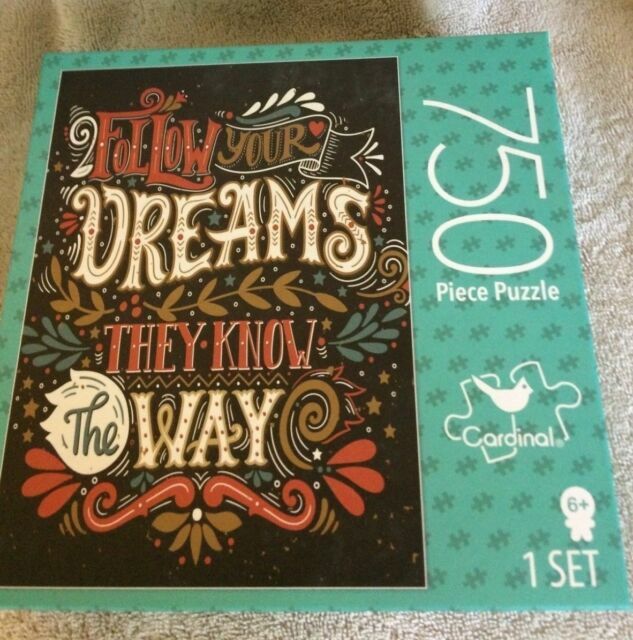 FOLLOW YOUR
DREAMS
THEY KNOW
The WAY
750
Piece Puzzle
Cardinal®
6+
1 SET